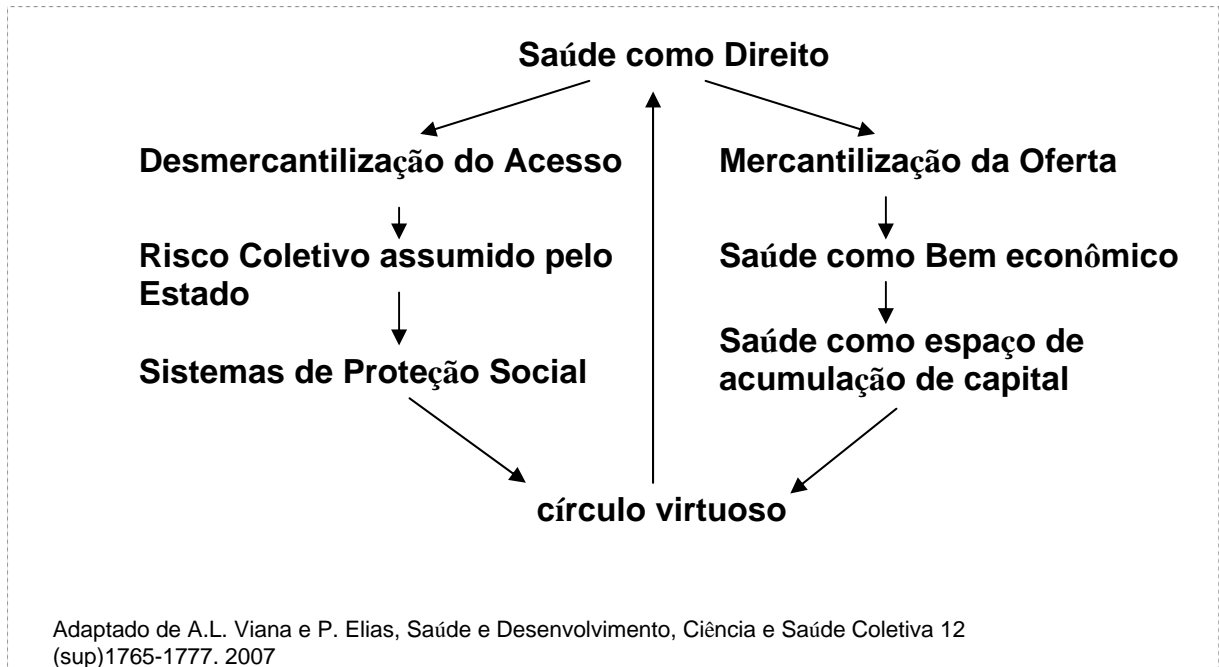 Saúde como Direito
Desmercantilização do Acesso
Risco Coletivo assumido pelo
Estado
Sistemas de Proteção Social
Mercantilização da Oferta
Saúde como Bem econômico
Saúde como espaço de
acumulação de capital
círculo virtuoso
Adaptado de A.L. Viana e P. Elias, Saúde e Desenvolvimento, Ciência e Saúde Coletiva 12
(sup)1765-1777. 2007